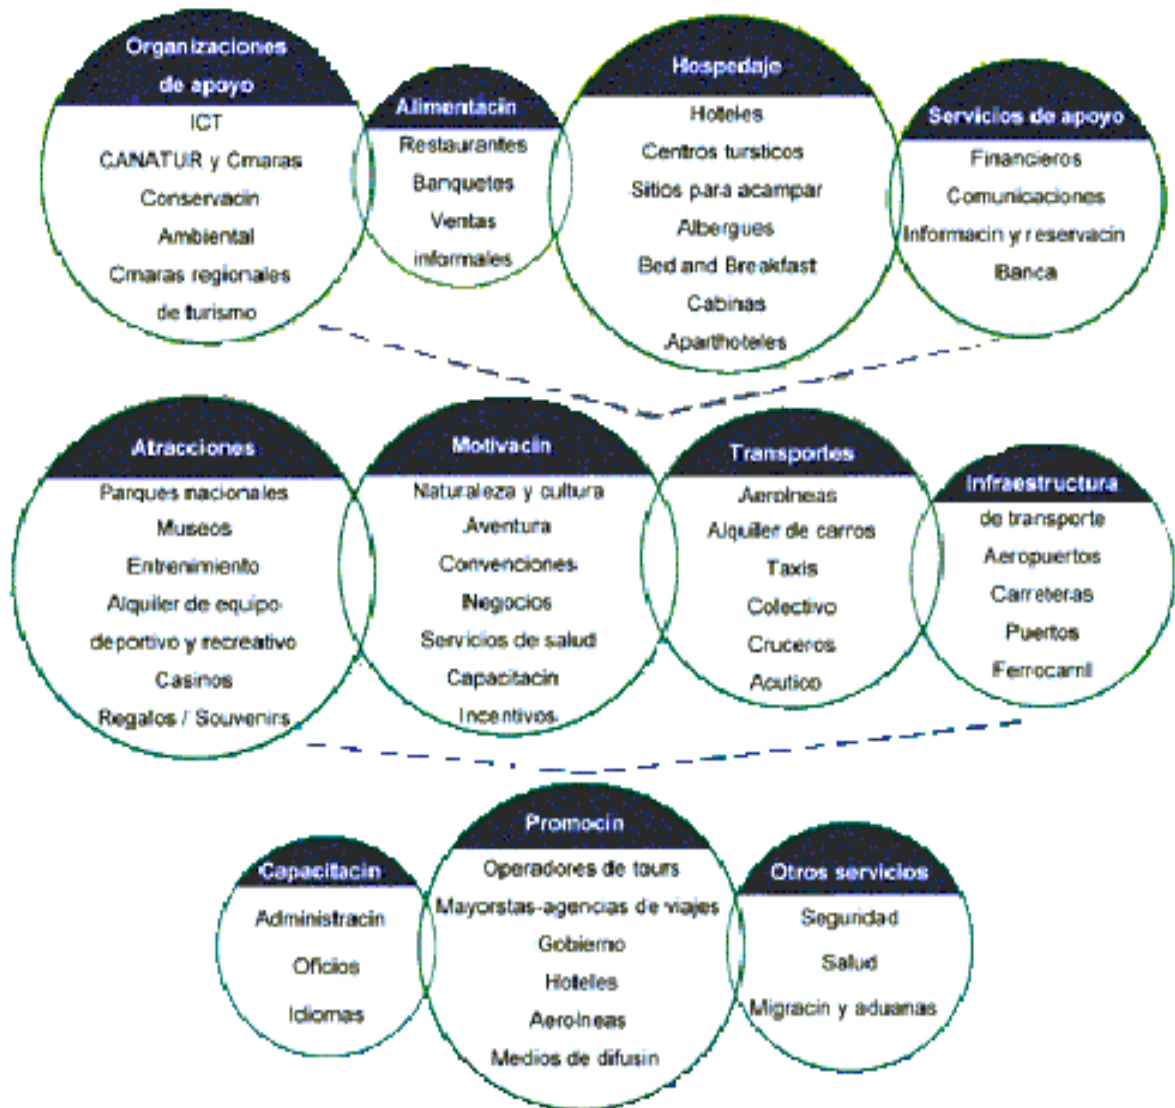 Organizaciones
de apoyo
ICT
CANATUR y Cmaras
Conservacin
Ambiental
Cmaras regionales
de turismo
Alimentacin
Restaurantes
Banquetes
Ventas
informales
Hospedaje
Hoteles
Centros tursticos
Sitios para acampar
Albergues
Bed and Breakfast
Cabinas
Aparthoteles
Servicios de apoyo
Financieros
Comunicaciones
Informacin y reservacin
Banca
Atracciones
Parques nacionales
Museos
Entrenimiento
Alquiler de equipo
deportivo y recreativo
Casinos
Regalos / Souvenirs
Motivacin
Naturaleza y cultura
Aventura
Convenciones
Negocios
Servicios de salud
Capacitacin
Incentivos
Transportes
Aerolneas
Alquiler de carros
Taxis
Colectivo
Cruceros
Acutico
Infraestructura
de transporte
Aeropuertos
Carreteras
Puertos
Ferrocarril
Capacitacin
Administracin
Oficios
Idiomas
Promocin
Operadores de tours
Mayorstas-agencias de viajes
Gobierno
Hoteles
Aerolneas
Medios de difusin
Otros servicios
Seguridad
Salud
Migracin y aduanas